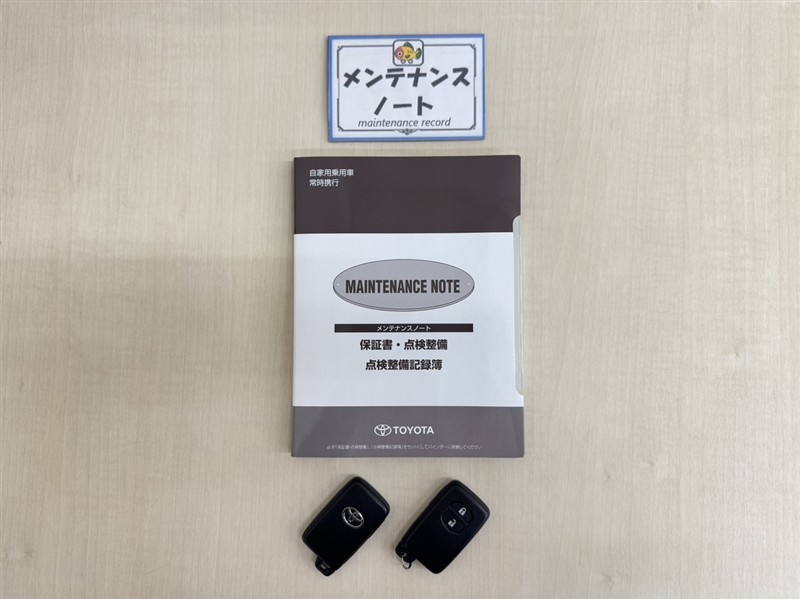 メンテナンス
ノート
maintenance record
自家用乗用車
常時携行
MAINTENANCE NOTE
メンテナンスノート
保証書・点検整備
点検整備記録簿
TOYOTA